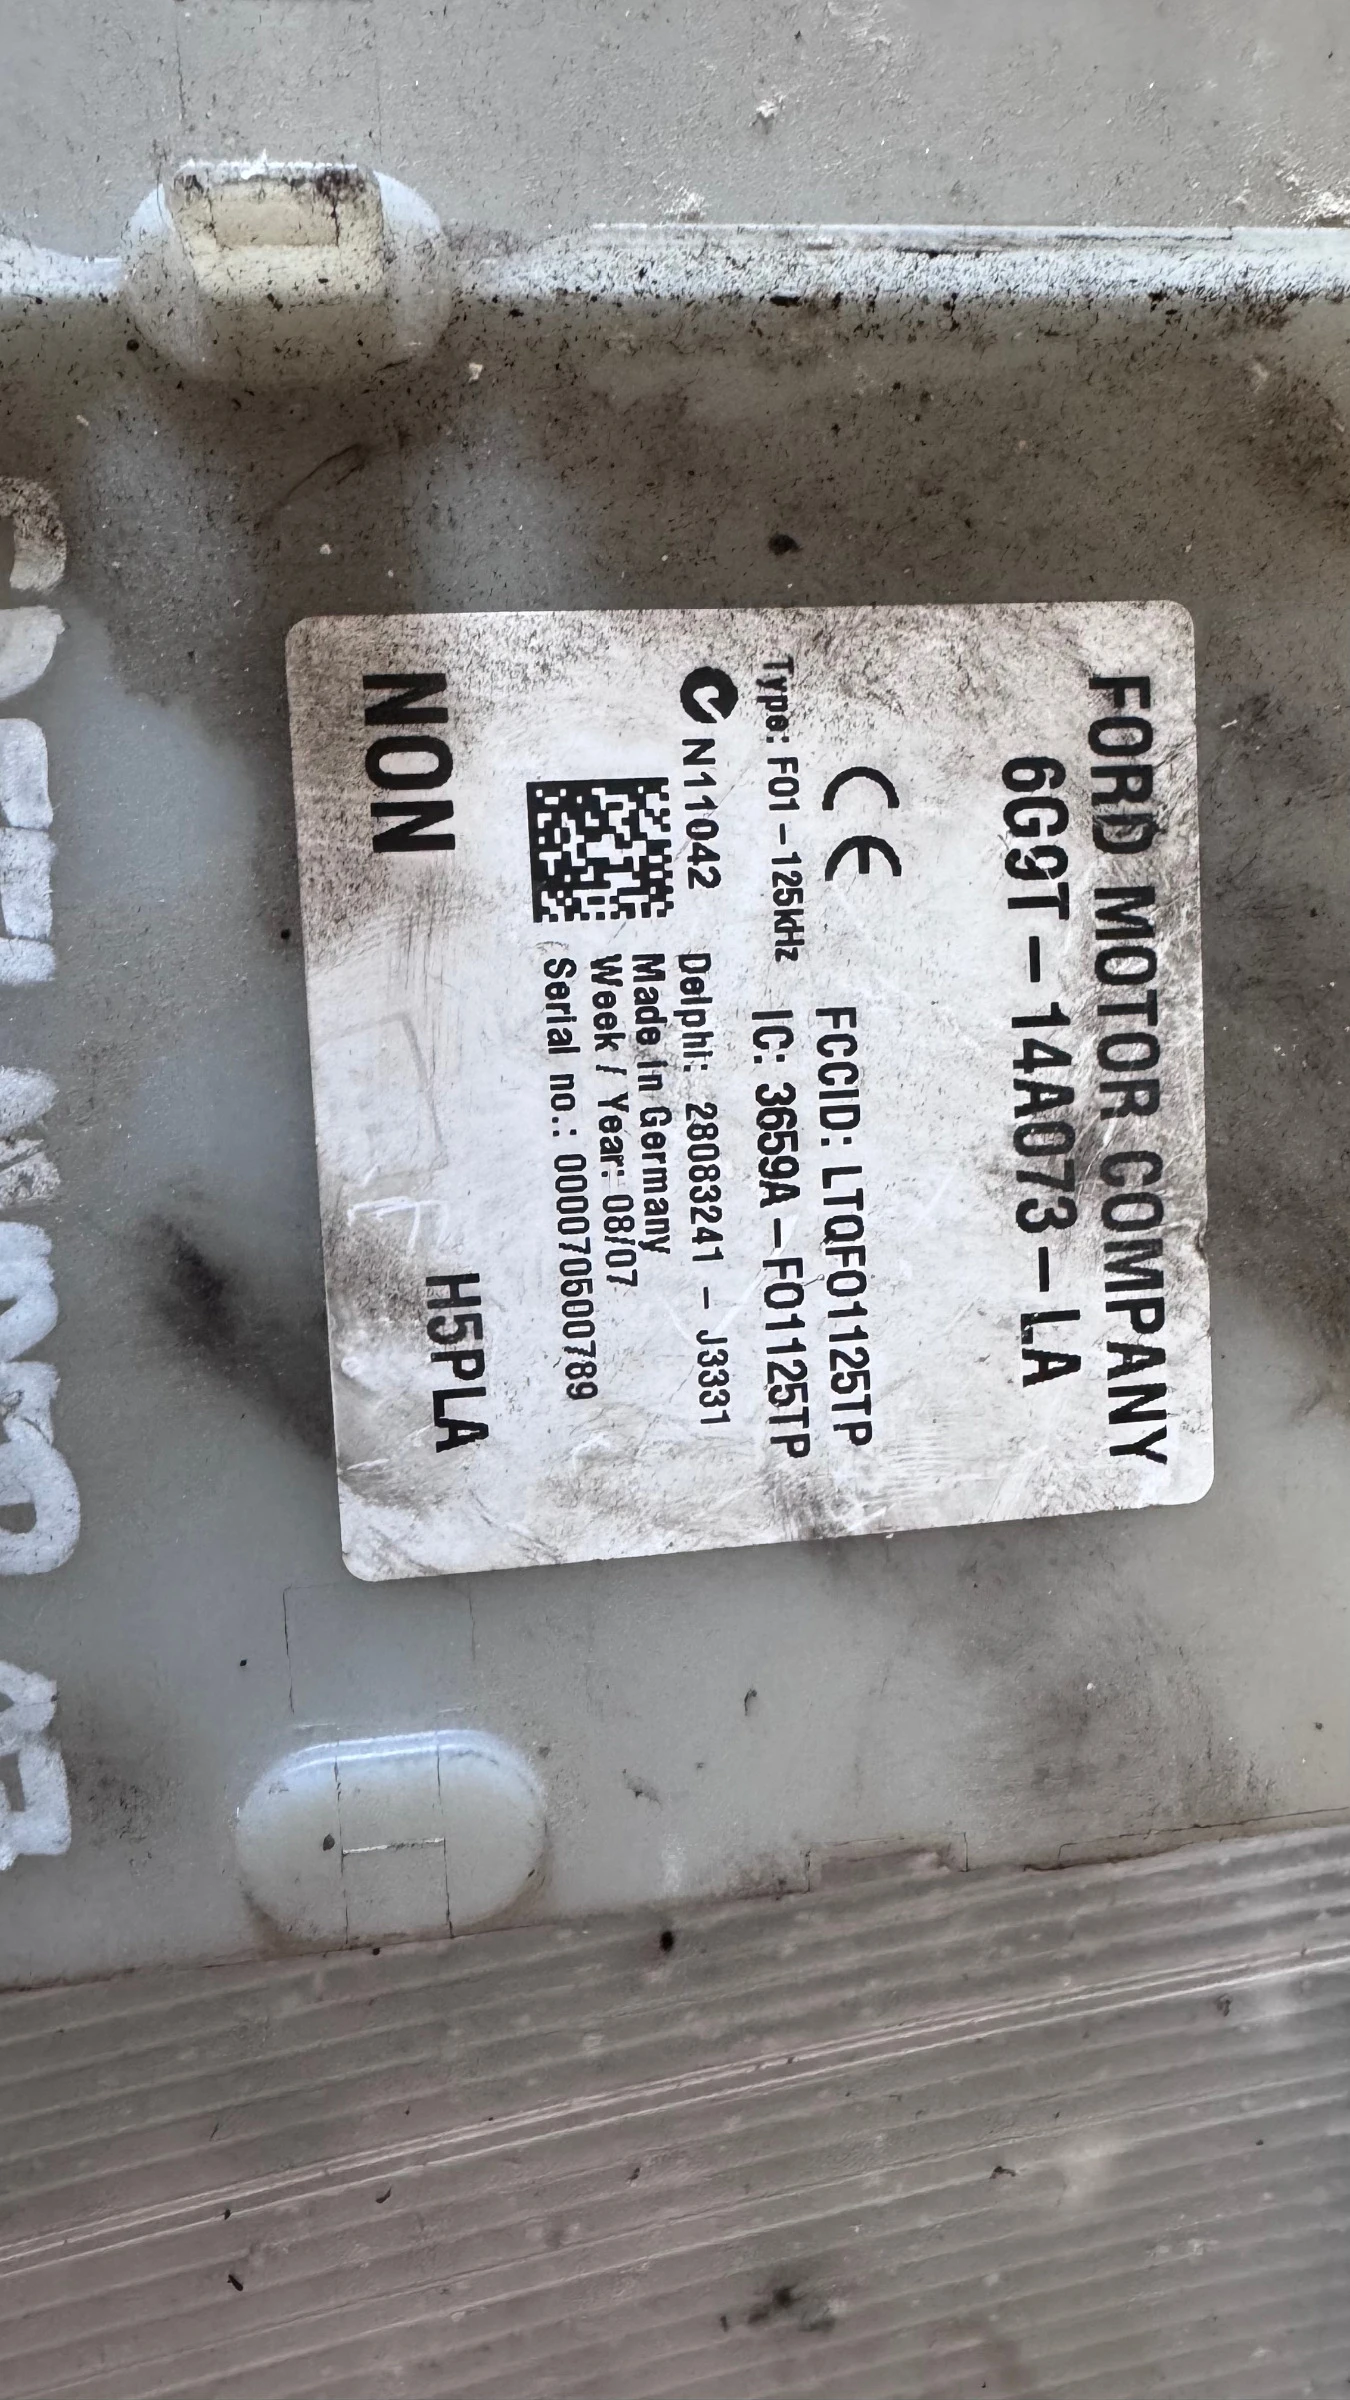 FORD MOTOR COMPANY
6G9T-14A073-LA
CE FCCID: LTQF01125TP
Type: F01-125kHz IC: 3659A-F01125TP
N11042 Delphi: 28083241 - J3331
Made in Germany
Week / Year: 08/07
Serial no.: 000070500789
H5PLA
NON